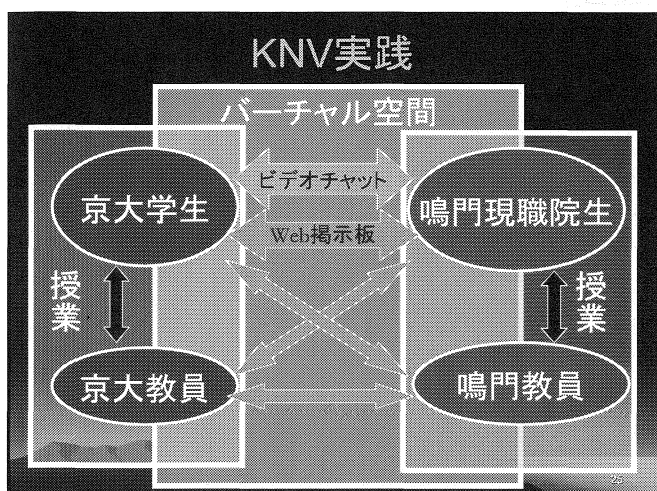 KNV実践
バーチャル空間
ビデオチャット
京大学生
鳴門現職院生
Web掲示板
授業
授業
京大教員
鳴門教員
25